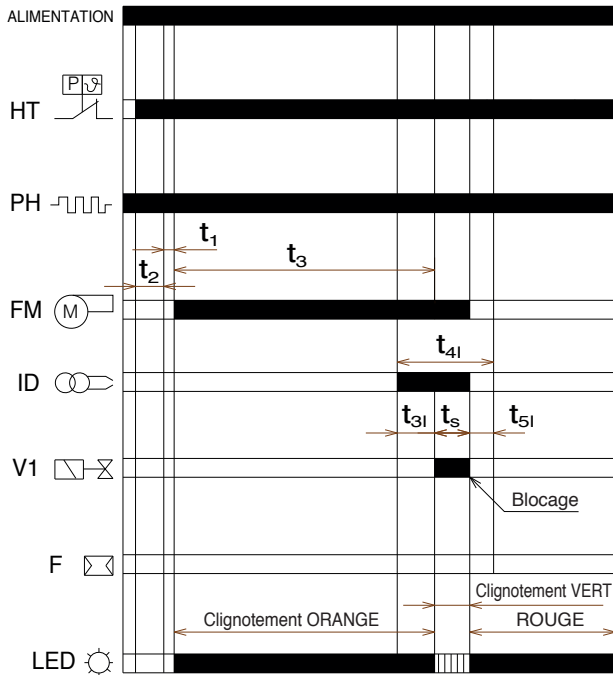 ALIMENTATION
P ϑ
HT
PH
t1
t2
t3
FM M
t4l
ID
t3l ts t5l
V1
Blocage
F
Clignotement VERT
Clignotement ORANGE ROUGE
LED